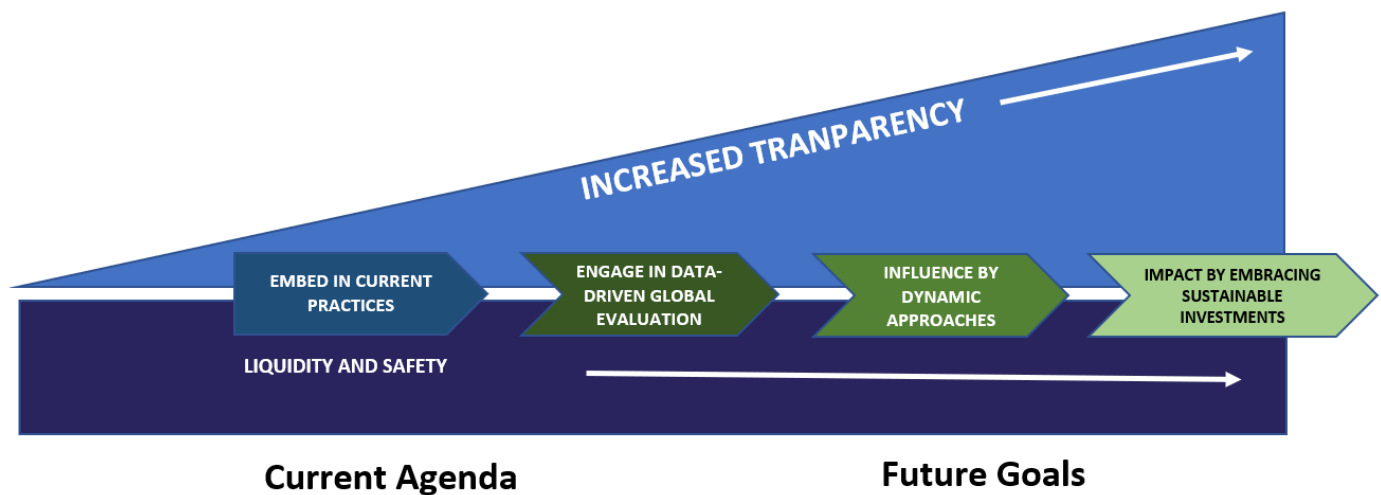 INCREASED TRANPARENCY
EMBED IN CURRENT
PRACTICES
ENGAGE IN DATA-
DRIVEN GLOBAL
EVALUATION
INFLUENCE BY
DYNAMIC
APPROACHES
IMPACT BY EMBRACING
SUSTAINABLE
INVESTMENTS
LIQUIDITY AND SAFETY
Current Agenda
Future Goals